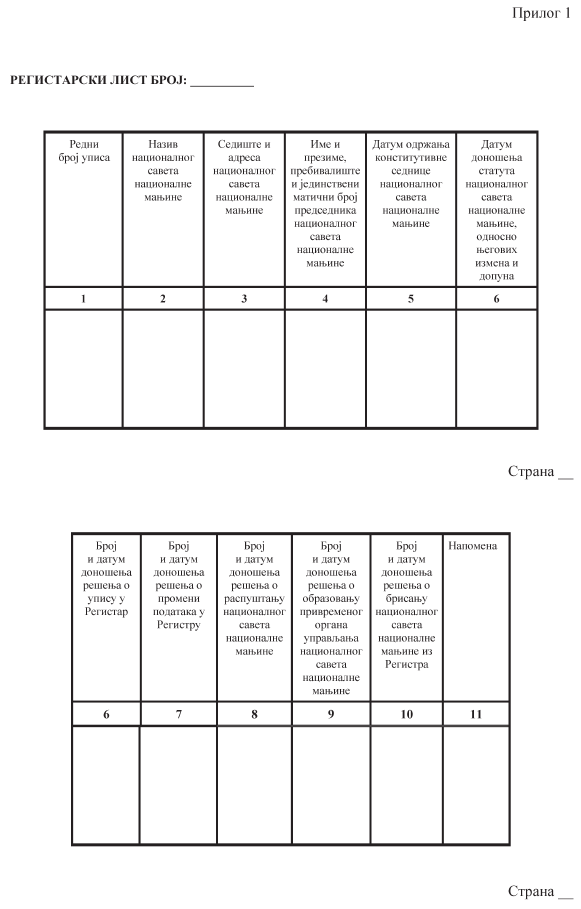 Прилог 1
РЕГИСТАРСКИ ЛИСТ БРОЈ: __________
Редни
број уписа
Назив
националног
савета
националне
мањине
Седиште и
адреса
националног
савета
националне
мањине
Име и
презиме,
пребивалиште
и јединствени
матични број
председника
националног
савета
националне
мањине
Датум одржања
конститутивне
седнице
националног
савета
националне
мањине
Датум
доношења
статута
националног
савета
националне
мањине,
односно
његових
измена и
допуна
1
2
3
4
5
6
Страна __
Број
и датум
доношења
решења о
упису у
Регистар
Број
и датум
доношења
решења о
промени
података у
Регистру
Број
и датум
доношења
решења о
распуштању
националног
савета
националне
мањине
Број
и датум
доношења
решења о
образовању
привременог
органа
управљања
националног
савета
националне
мањине
Број
и датум
доношења
решења о
брисању
националног
савета
националне
мањине из
Регистра
Напомена
6
7
8
9
10
11
Страна __